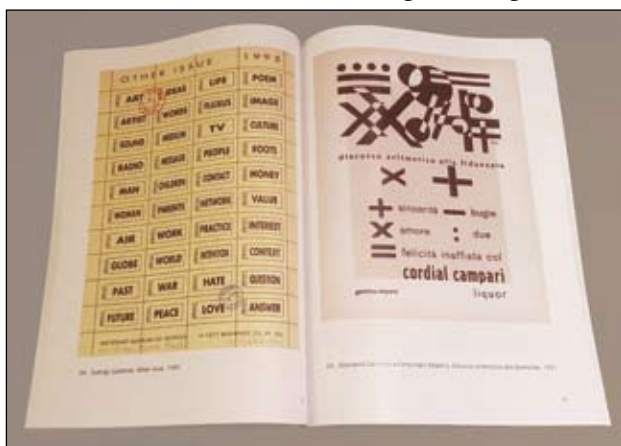 OTHER ISSUE 1993
ART IDEAS LIFE POEM
ARTIST WORDS FLUXUS IMAGE
SOUND MEDIUM TV CULTURE
RADIO MESSAGE PEOPLE ROOTS
MAN CHILDREN CONTACT MONEY
WOMAN PARENTS NETWORK VALUE
AIR WORK PRACTICE INTEREST
GLOBE WORLD INTENTION CONTEXT
PAST WAR HATE QUESTION
FUTURE PEACE LOVE ANSWER
discorso aritmetico alla fidanzata
× +
+ sincerità − bugie
× amore : due
= felicità inaffiata col
cordial campari
liquor